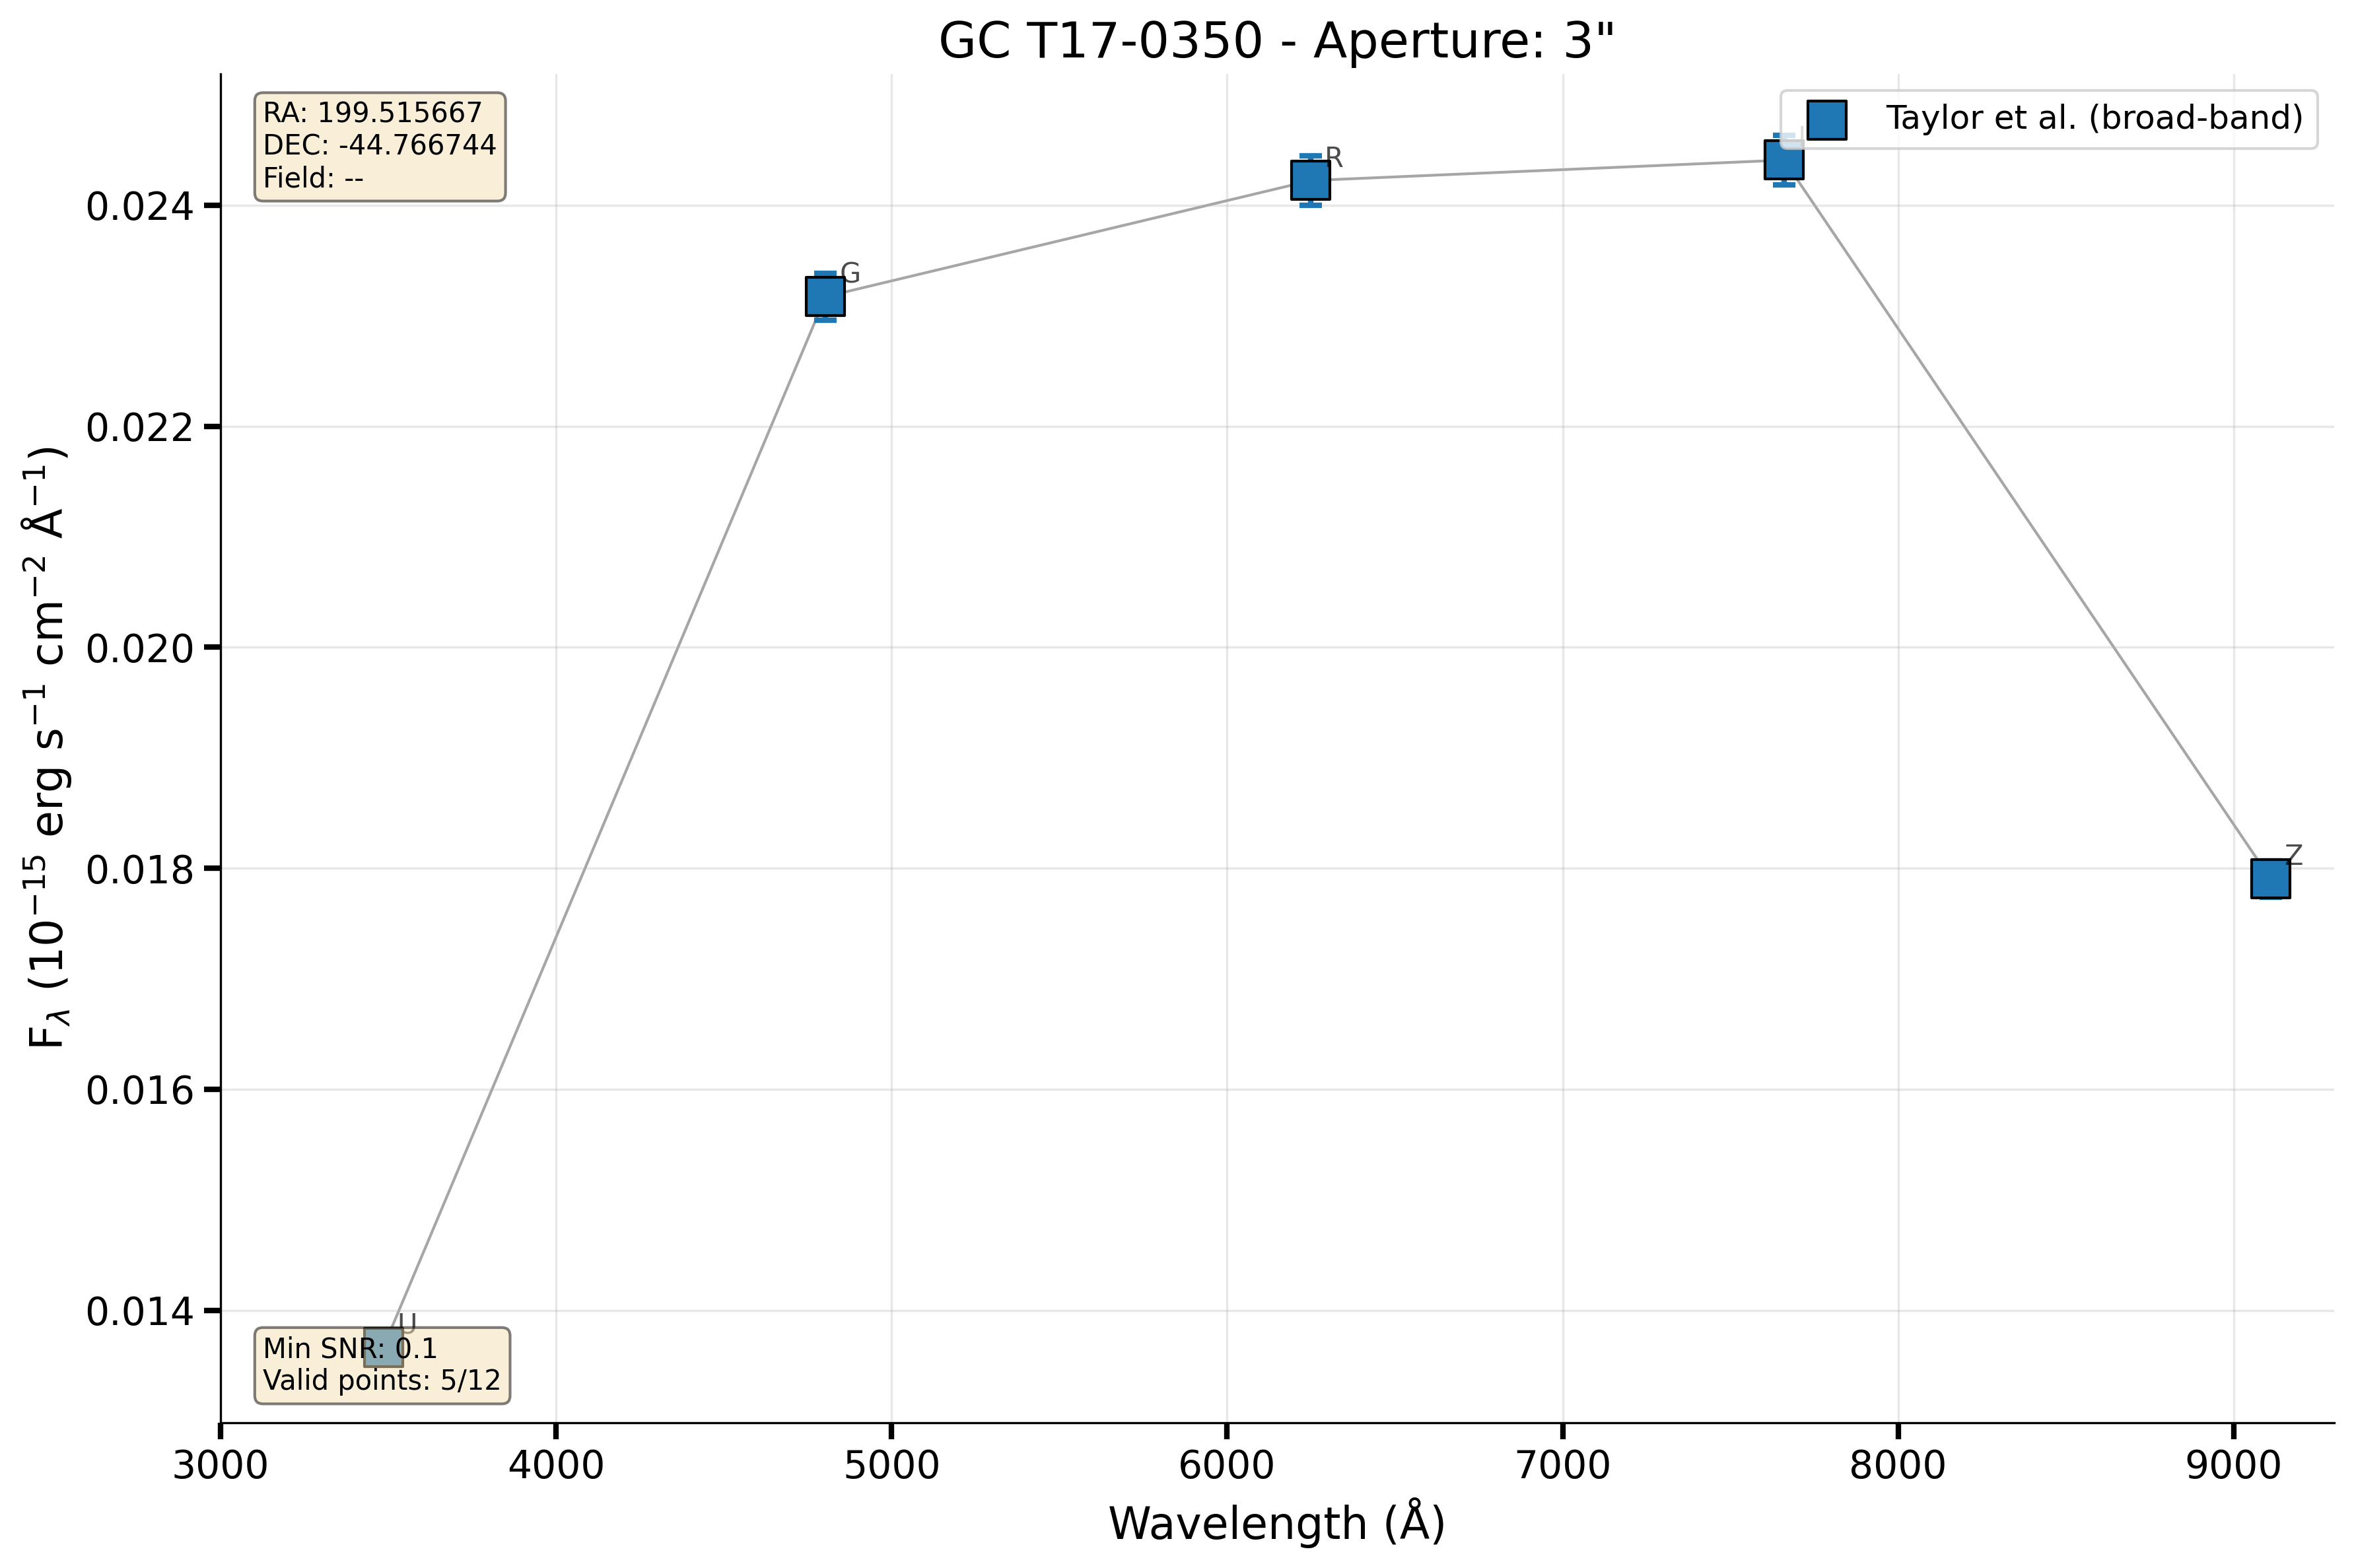 GC T17-0350 - Aperture: 3"
RA: 199.515667
DEC: -44.766744
Field: --
Taylor et al. (broad-band)
R
G
Z
U
Min SNR: 0.1
Valid points: 5/12
0.024
0.022
0.020
0.018
0.016
0.014
F_λ (10⁻¹⁵ erg s⁻¹ cm⁻² Å⁻¹)
3000 4000 5000 6000 7000 8000 9000
Wavelength (Å)